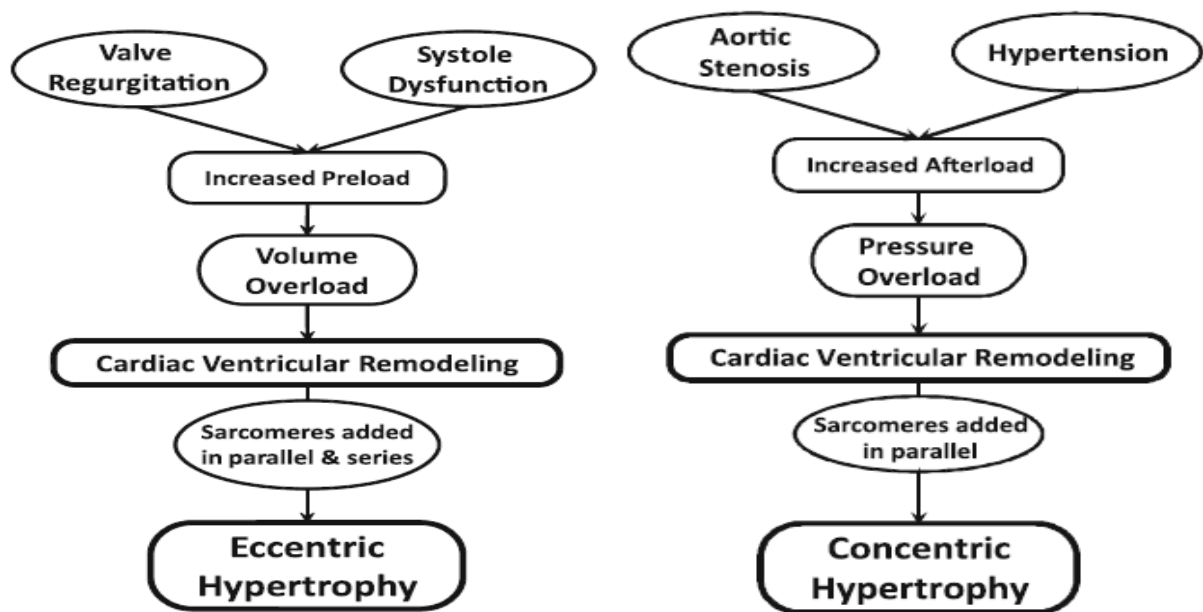 Valve
Regurgitation
Systole
Dysfunction
Increased Preload
Volume
Overload
Cardiac Ventricular Remodeling
Sarcomeres added
in parallel & series
Eccentric
Hypertrophy
Aortic
Stenosis
Hypertension
Increased Afterload
Pressure
Overload
Cardiac Ventricular Remodeling
Sarcomeres added
in parallel
Concentric
Hypertrophy